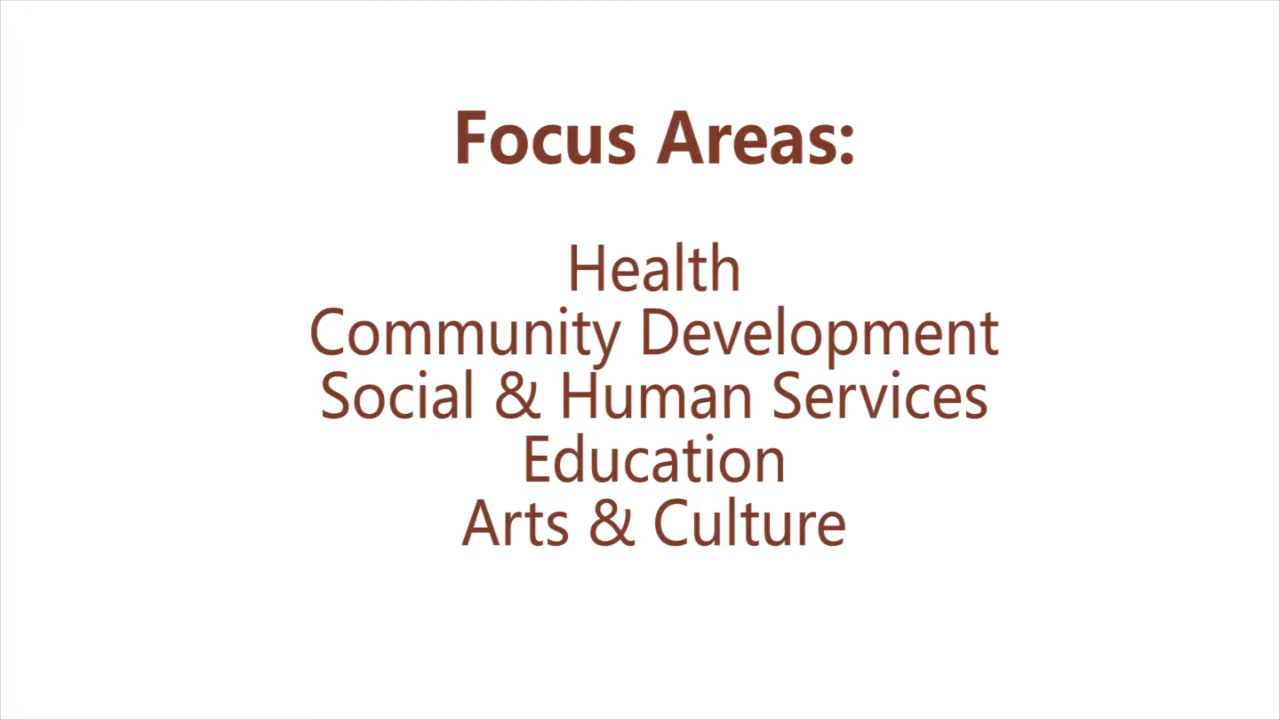 Focus Areas:
Health
Community Development
Social & Human Services
Education
Arts & Culture